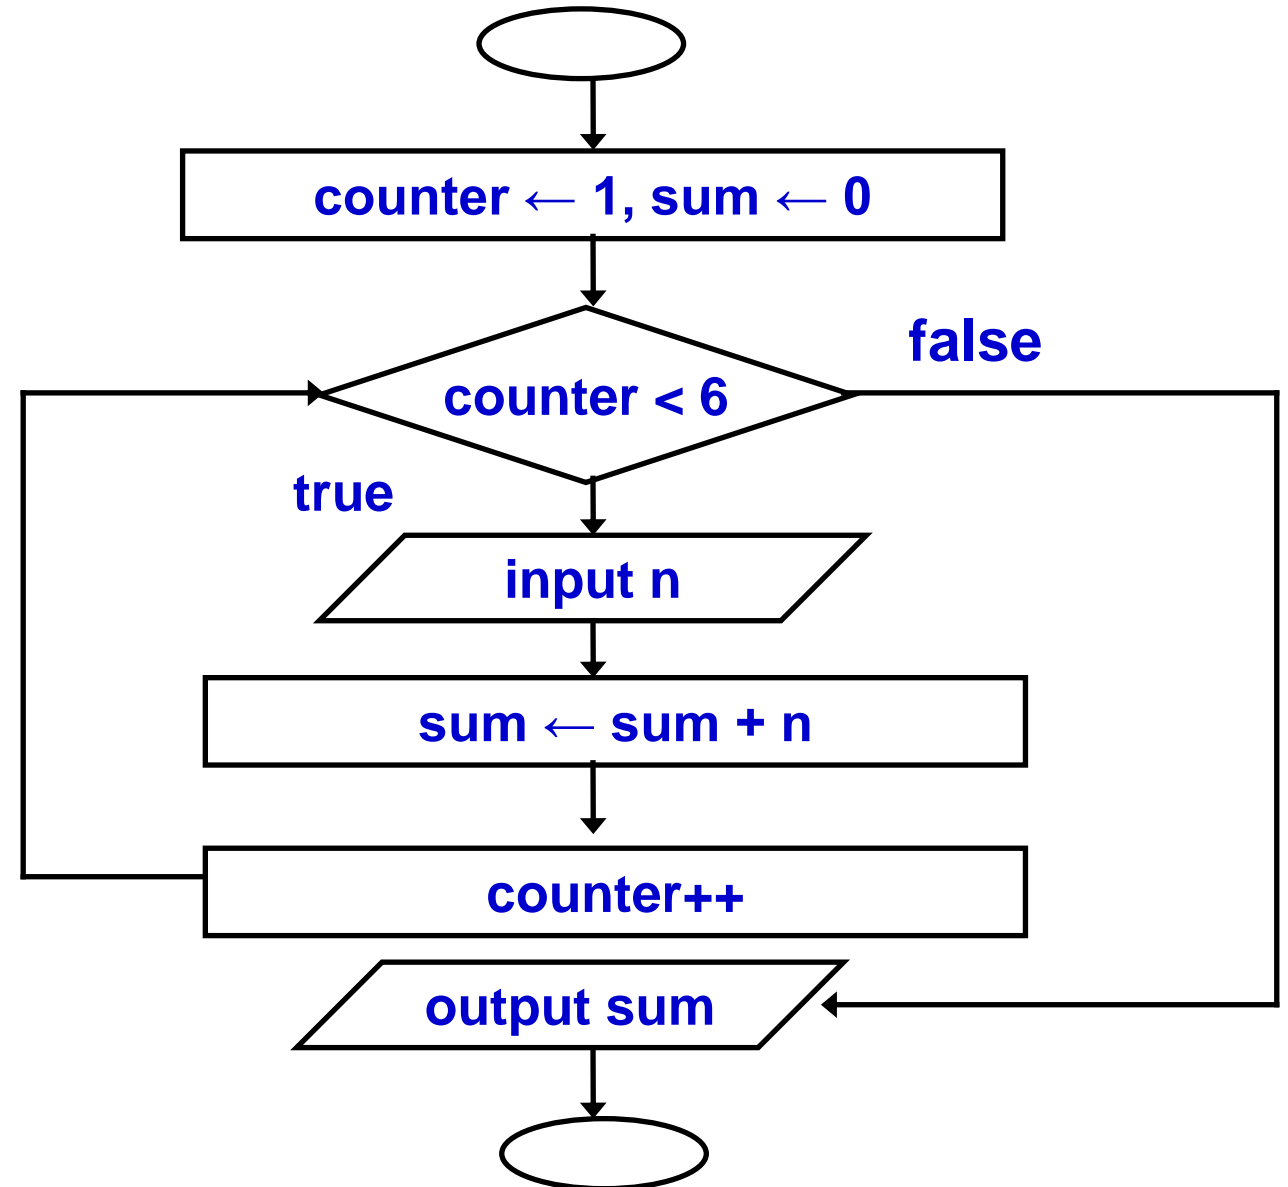 counter ← 1, sum ← 0
false
counter < 6
true
input n
sum ← sum + n
counter++
output sum